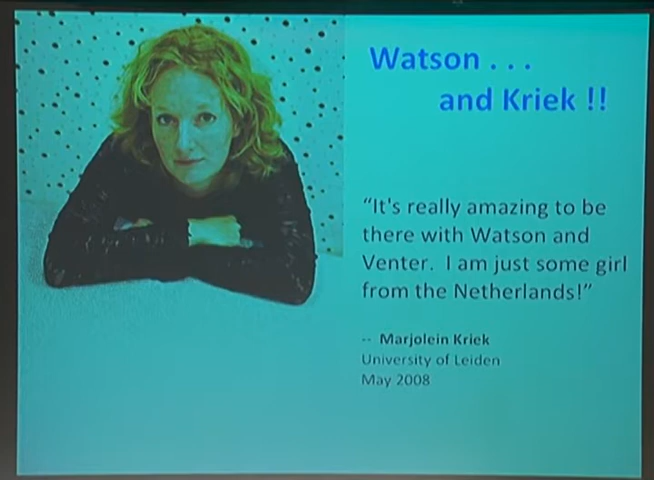 Watson . . .
and Kriek !!
“It's really amazing to be
there with Watson and
Venter. I am just some girl
from the Netherlands!”
-- Marjolein Kriek
University of Leiden
May 2008